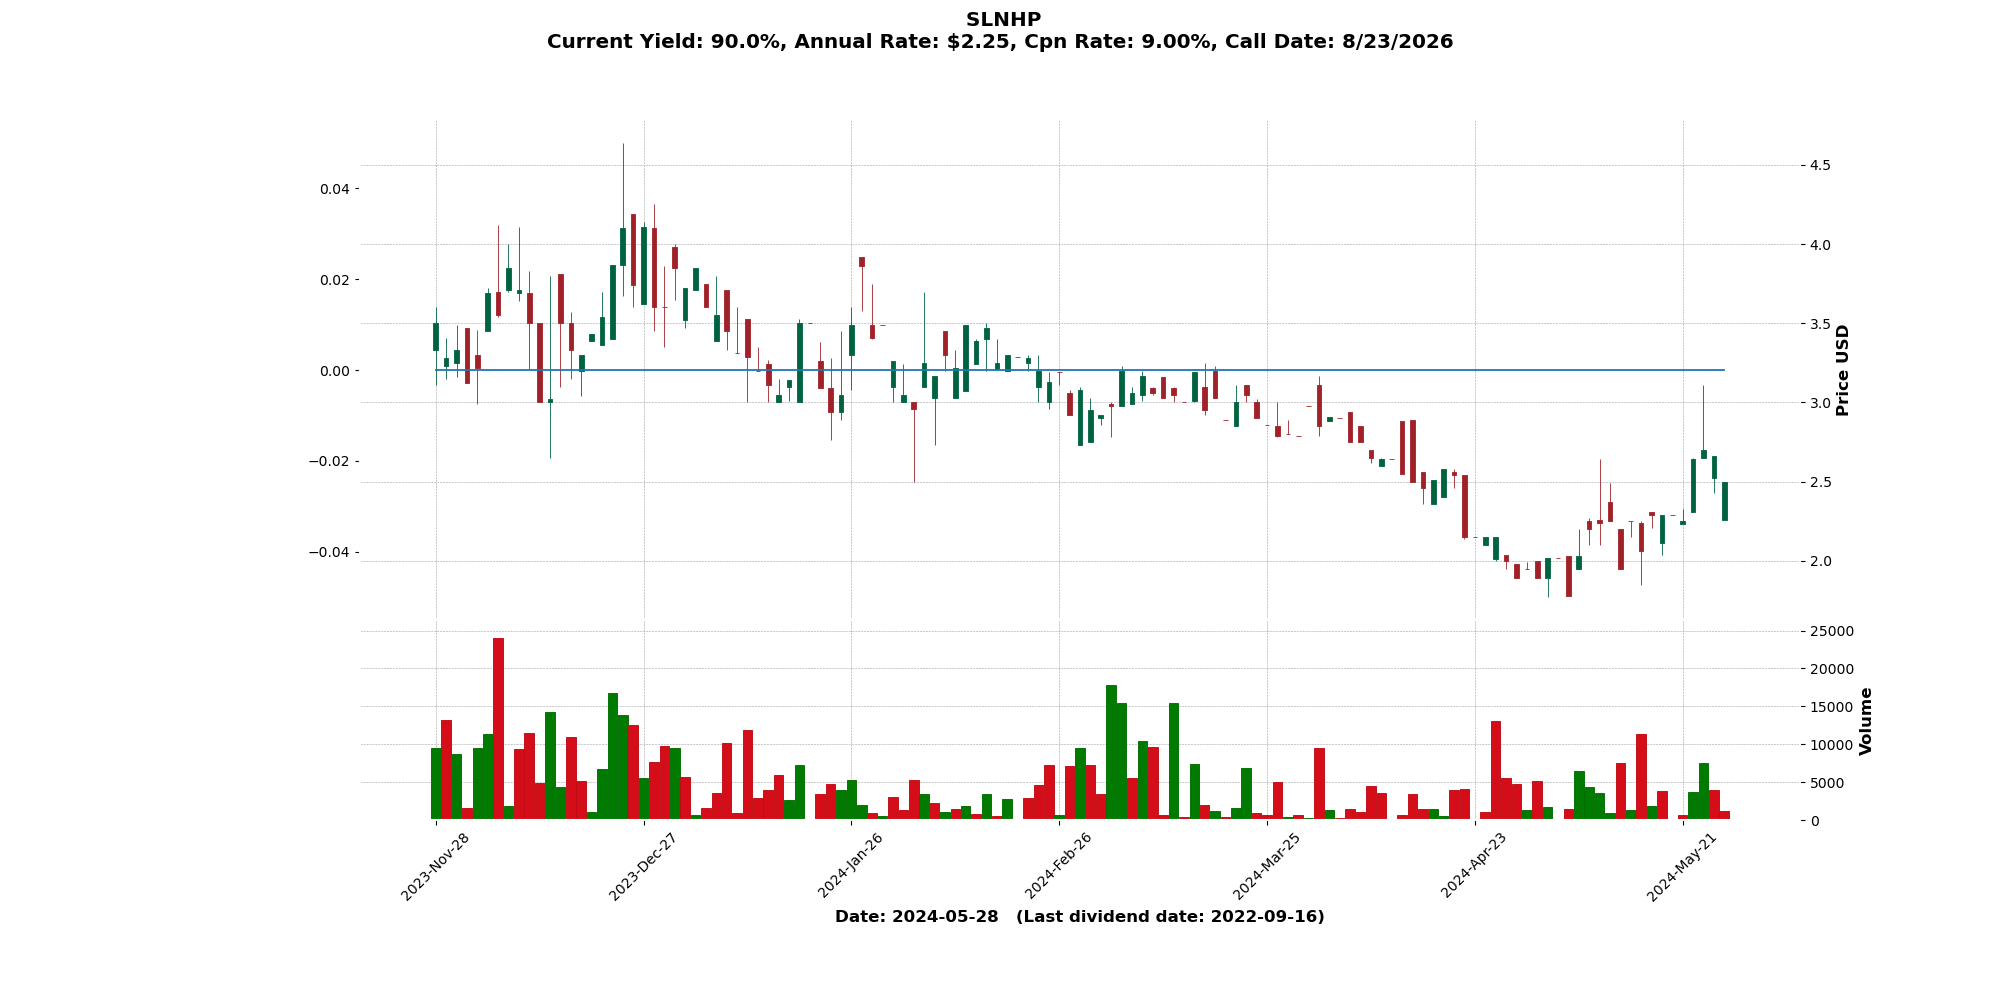 SLNHP
Current Yield: 90.0%, Annual Rate: $2.25, Cpn Rate: 9.00%, Call Date: 8/23/2026
0.04
0.02
0.00
−0.02
−0.04
4.5
4.0
3.5
3.0
2.5
2.0
Price USD
25000
20000
15000
10000
5000
0
Volume
2023-Nov-28
2023-Dec-27
2024-Jan-26
2024-Feb-26
2024-Mar-25
2024-Apr-23
2024-May-21
Date: 2024-05-28 (Last dividend date: 2022-09-16)